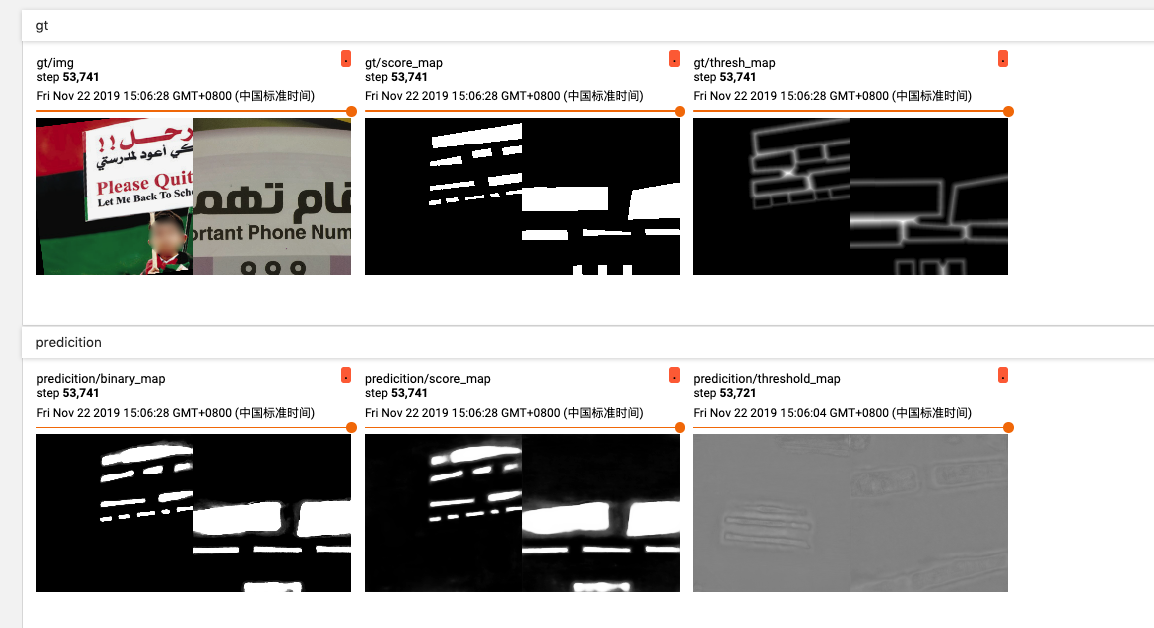 gt
gt/img
step 53,741
Fri Nov 22 2019 15:06:28 GMT+0800 (中国标准时间)
gt/score_map
step 53,741
Fri Nov 22 2019 15:06:28 GMT+0800 (中国标准时间)
gt/thresh_map
step 53,741
Fri Nov 22 2019 15:06:28 GMT+0800 (中国标准时间)
!! رحــل
كي أعود لمدرستي
Please Quit
Let Me Back To Sch
قام تهم
ortant Phone Num
999
predicition
predicition/binary_map
step 53,741
Fri Nov 22 2019 15:06:28 GMT+0800 (中国标准时间)
predicition/score_map
step 53,741
Fri Nov 22 2019 15:06:28 GMT+0800 (中国标准时间)
predicition/threshold_map
step 53,721
Fri Nov 22 2019 15:06:04 GMT+0800 (中国标准时间)